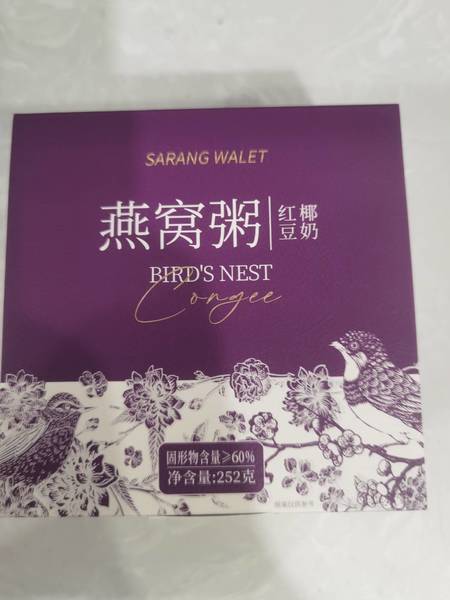 SARANG WALET
燕窝粥
红豆
椰奶
BIRD'S NEST
Congee
固形物含量≥60%
净含量:252克